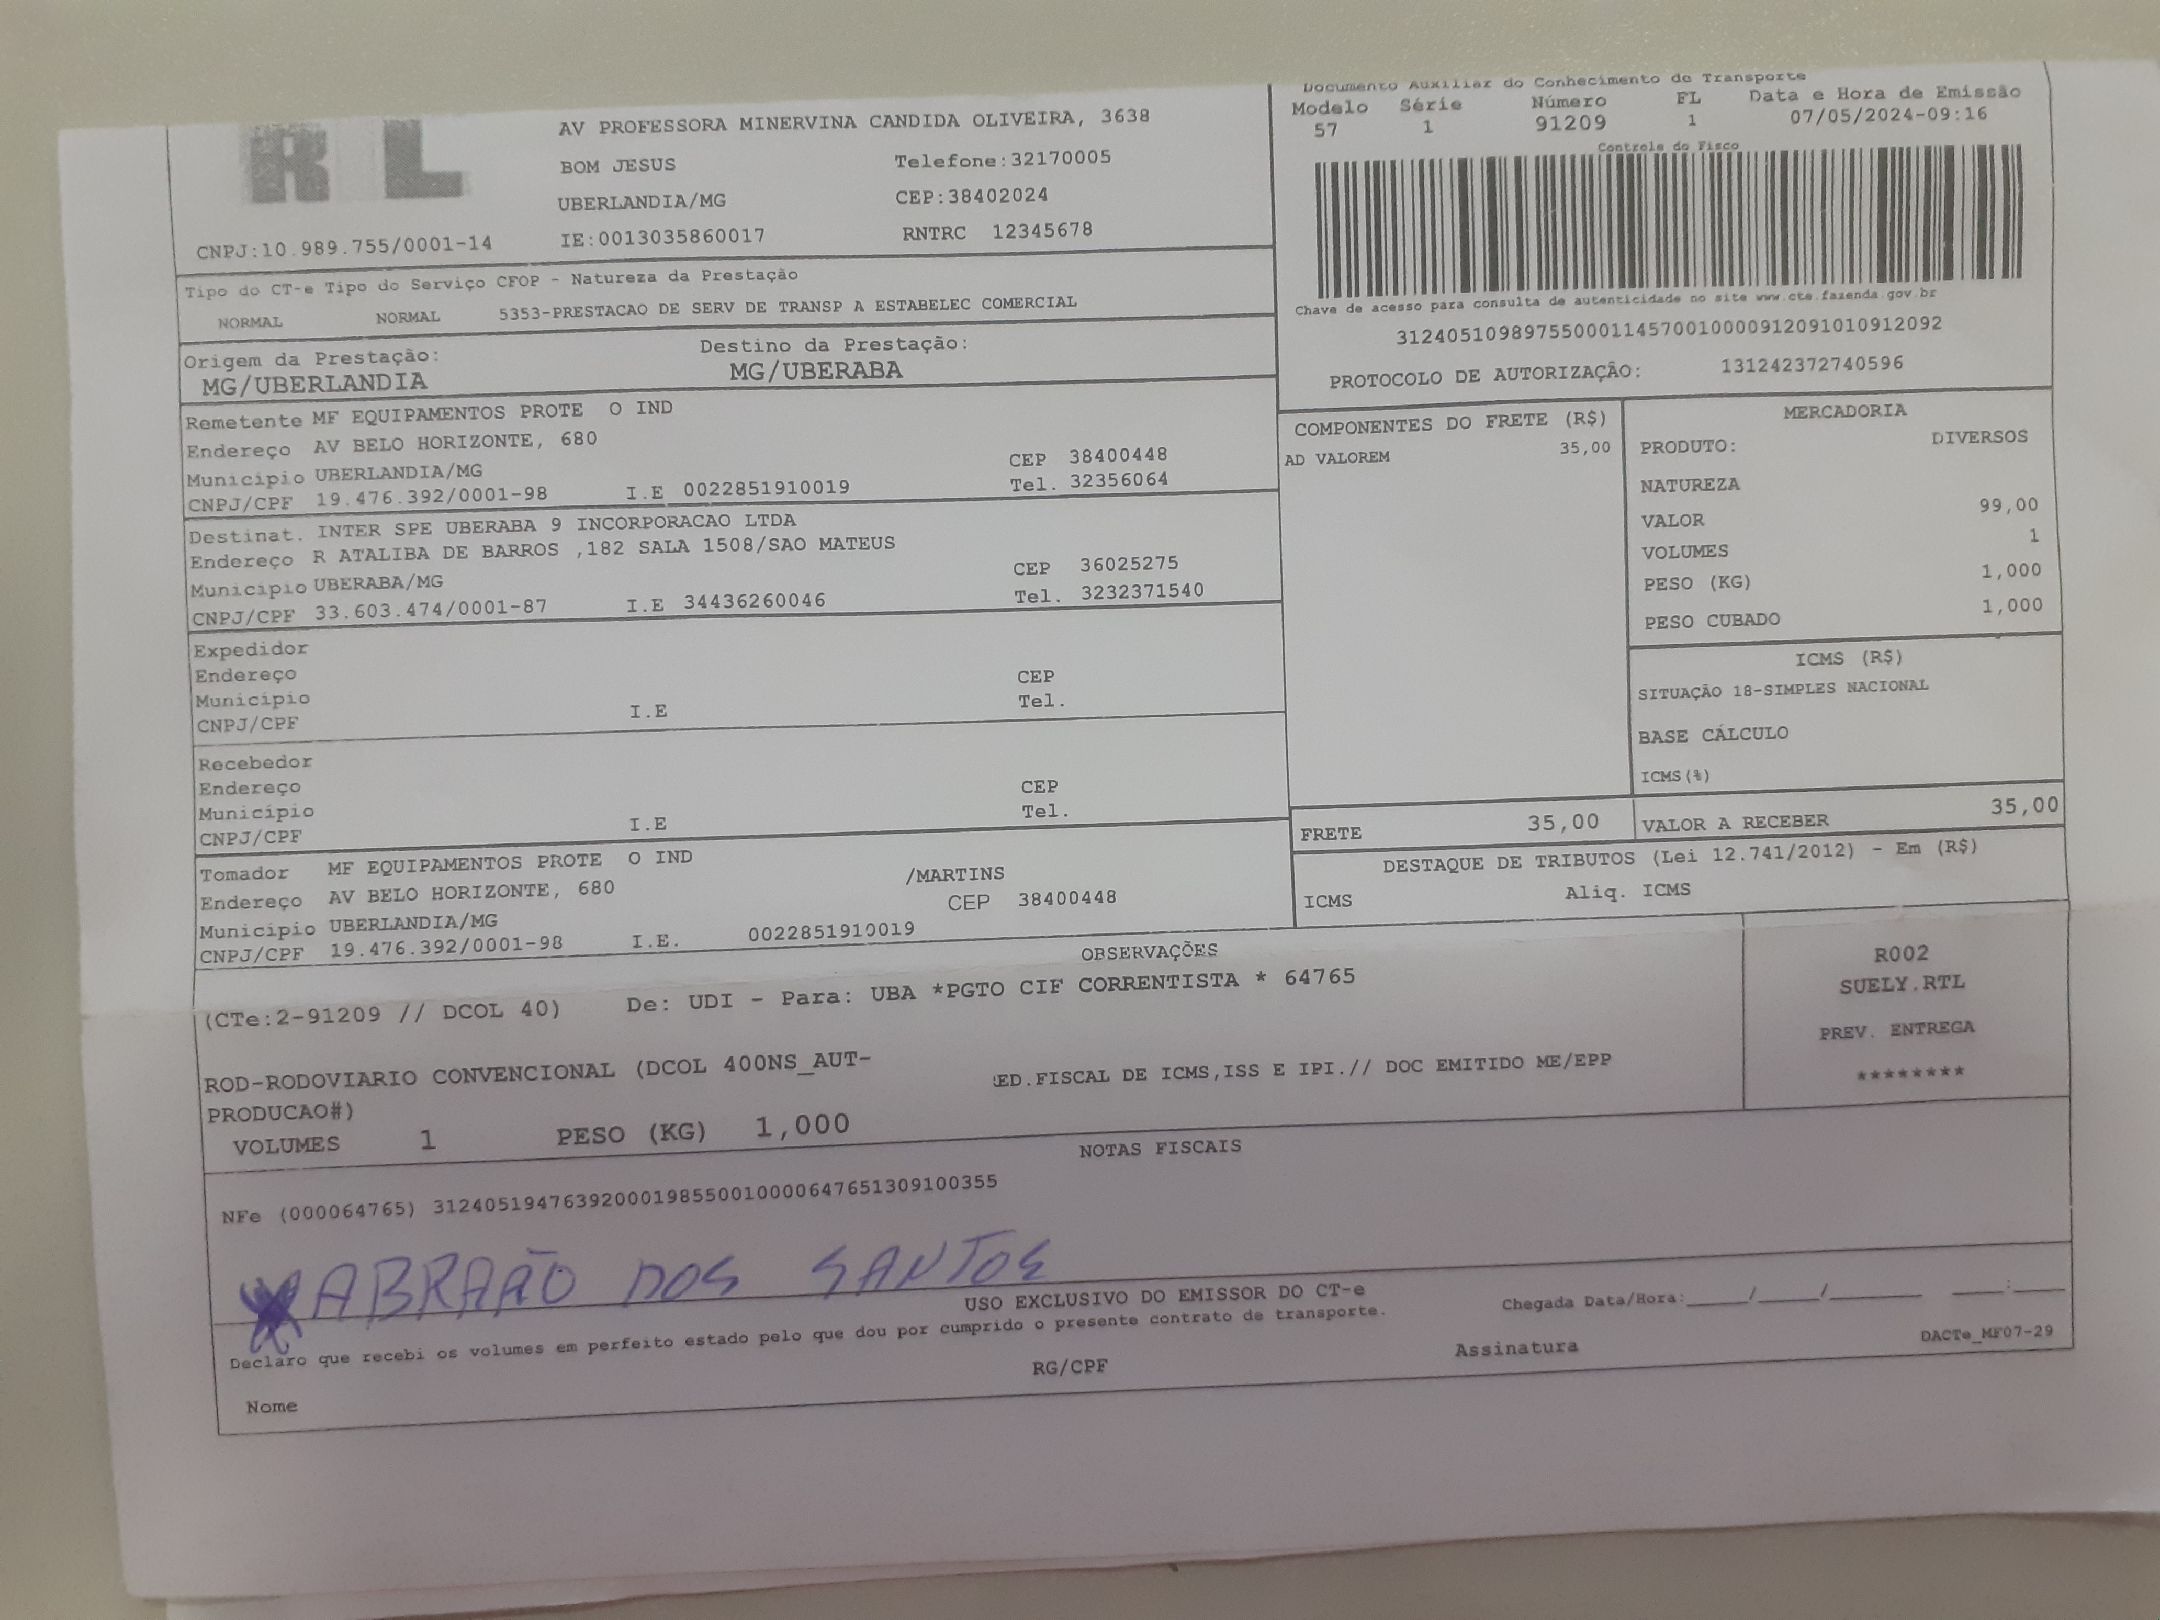 Documento Auxiliar do Conhecimento de Transporte
Modelo Série Número FL Data e Hora de Emissão
57 1 91209 1 07/05/2024-09:16
Controle do Fisco
R L
AV PROFESSORA MINERVINA CANDIDA OLIVEIRA, 3638
BOM JESUS Telefone:32170005
UBERLANDIA/MG CEP:38402024
CNPJ:10.989.755/0001-14 IE:0013035860017 RNTRC 12345678
Tipo do CT-e Tipo do Serviço CFOP - Natureza da Prestação
NORMAL NORMAL 5353-PRESTACAO DE SERV DE TRANSP A ESTABELEC COMERCIAL
Chave de acesso para consulta de autenticidade no site www.cte.fazenda.gov.br
31240510989755000114570010000912091010912092
PROTOCOLO DE AUTORIZAÇÃO: 131242372740596
Origem da Prestação: Destino da Prestação:
MG/UBERLANDIA MG/UBERABA
Remetente MF EQUIPAMENTOS PROTE O IND
Endereço AV BELO HORIZONTE, 680
Município UBERLANDIA/MG CEP 38400448
CNPJ/CPF 19.476.392/0001-98 I.E 0022851910019 Tel. 32356064
Destinat. INTER SPE UBERABA 9 INCORPORACAO LTDA
Endereço R ATALIBA DE BARROS ,182 SALA 1508/SAO MATEUS
Município UBERABA/MG CEP 36025275
CNPJ/CPF 33.603.474/0001-87 I.E 34436260046 Tel. 3232371540
Expedidor
Endereço
Município CEP
CNPJ/CPF I.E Tel.
Recebedor
Endereço CEP
Município Tel.
CNPJ/CPF I.E
Tomador MF EQUIPAMENTOS PROTE O IND
Endereço AV BELO HORIZONTE, 680 /MARTINS
Município UBERLANDIA/MG CEP 38400448
CNPJ/CPF 19.476.392/0001-98 I.E. 0022851910019
COMPONENTES DO FRETE (R$)
AD VALOREM 35,00
MERCADORIA
PRODUTO: DIVERSOS
NATUREZA
VALOR 99,00
VOLUMES 1
PESO (KG) 1,000
PESO CUBADO 1,000
ICMS (R$)
SITUAÇÃO 18-SIMPLES NACIONAL
BASE CÁLCULO
ICMS(%)
FRETE 35,00 VALOR A RECEBER 35,00
DESTAQUE DE TRIBUTOS (Lei 12.741/2012) - Em (R$)
ICMS Aliq. ICMS
OBSERVAÇÕES
(CTe:2-91209 // DCOL 40) De: UDI - Para: UBA *PGTO CIF CORRENTISTA * 64765
ROD-RODOVIARIO CONVENCIONAL (DCOL 400NS_AUT-
PRODUCAO#)
ED.FISCAL DE ICMS,ISS E IPI.// DOC EMITIDO ME/EPP
VOLUMES 1 PESO (KG) 1,000
R002
SUELY.RTL
PREV. ENTREGA
********
NOTAS FISCAIS
NFe (000064765) 31240519476392000198550010000647651309100355
ABRAÃO DOS SANTOS
USO EXCLUSIVO DO EMISSOR DO CT-e
Chegada Data/Hora:_____/_____/________ ____:____
Declaro que recebi os volumes em perfeito estado pelo que dou por cumprido o presente contrato de transporte.
Nome RG/CPF Assinatura DACTe_MF07-29